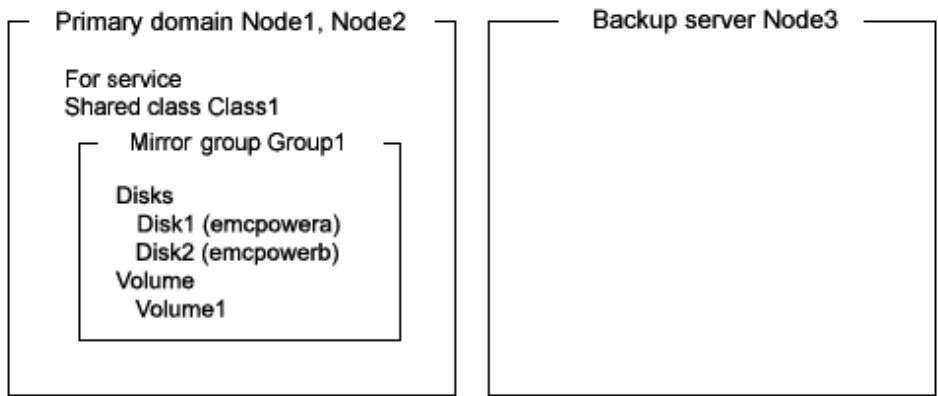 Primary domain Node1, Node2
For service
Shared class Class1
Mirror group Group1
Disks
Disk1 (emcpowera)
Disk2 (emcpowerb)
Volume
Volume1
Backup server Node3